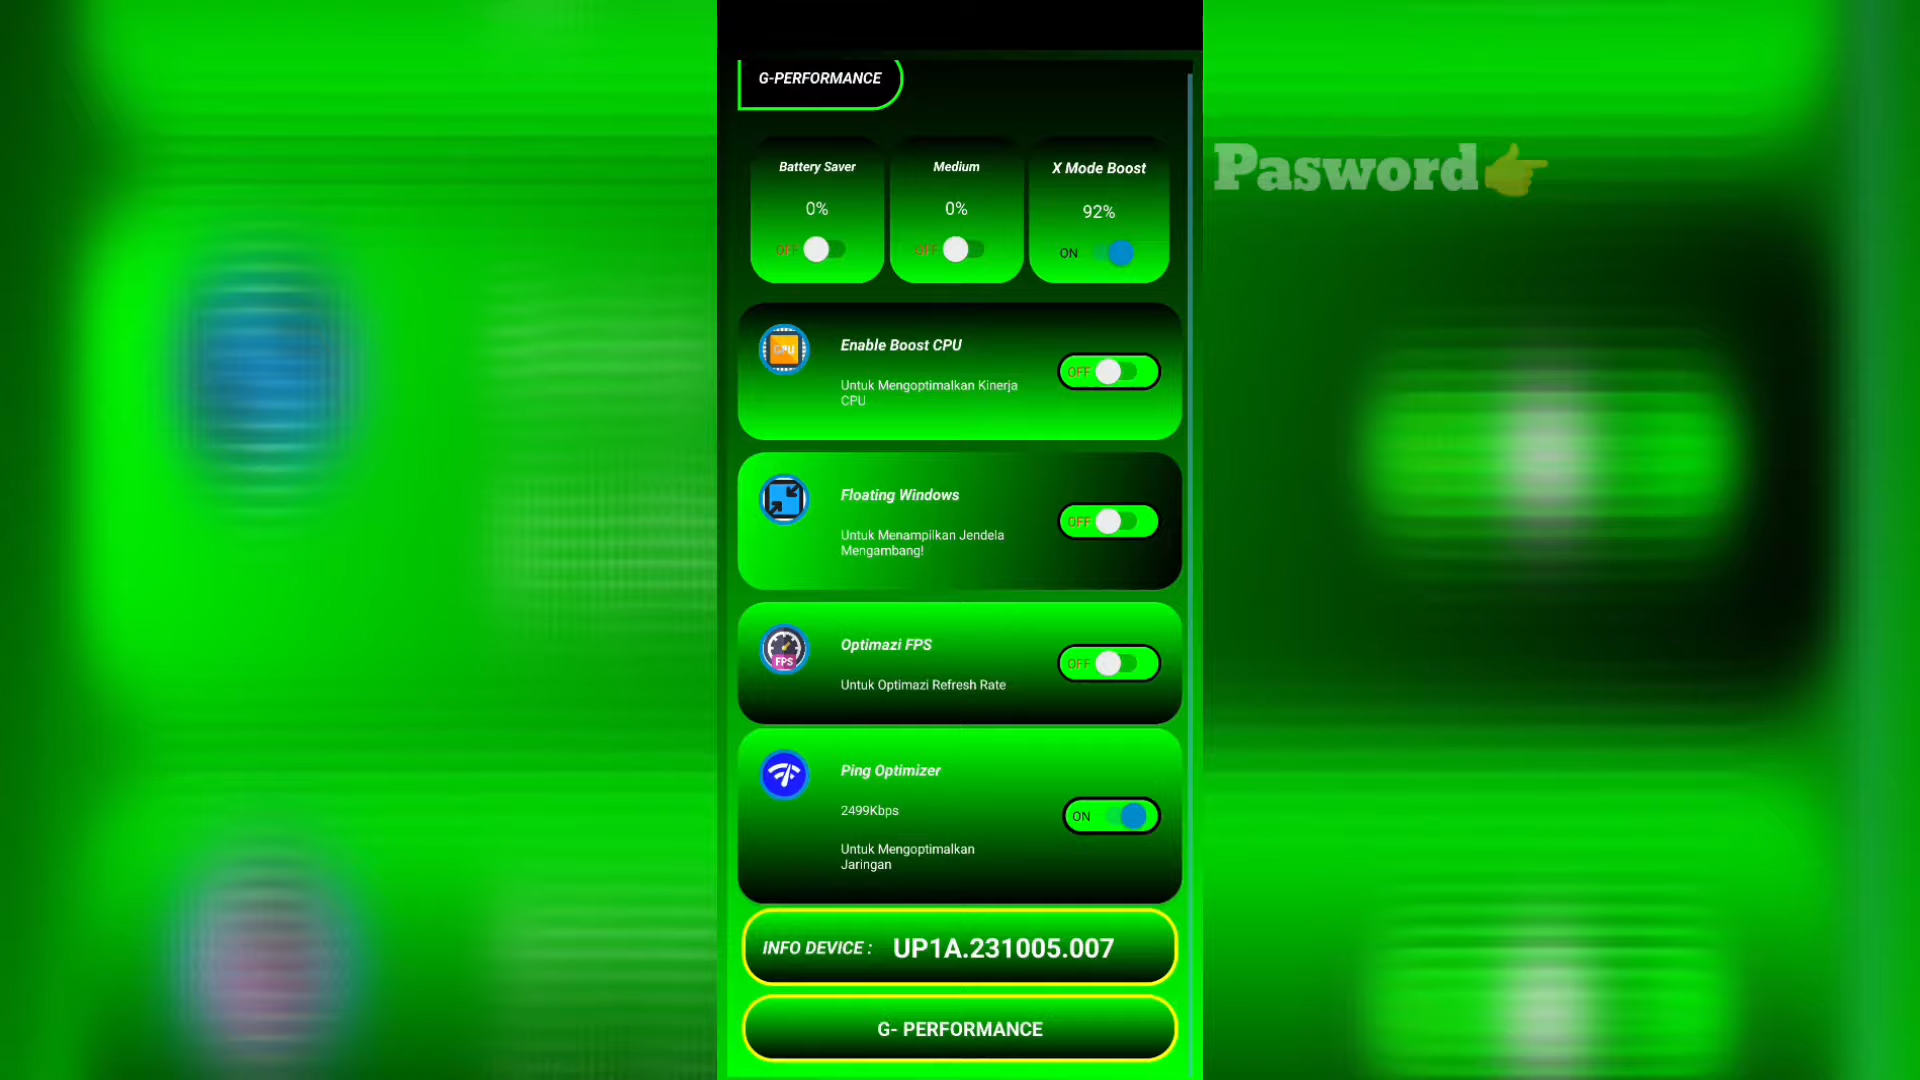 G-PERFORMANCE
Pasword👉
Battery Saver
Medium
X Mode Boost
0%
0%
92%
OFF
OFF
ON
GPU
Enable Boost CPU
OFF
Untuk Mengoptimalkan Kinerja
CPU
Floating Windows
OFF
Untuk Menampilkan Jendela
Mengambang!
Optimazi FPS
FPS
OFF
Untuk Optimazi Refresh Rate
Ping Optimizer
2499Kbps
ON
Untuk Mengoptimalkan
Jaringan
INFO DEVICE : UP1A.231005.007
G- PERFORMANCE